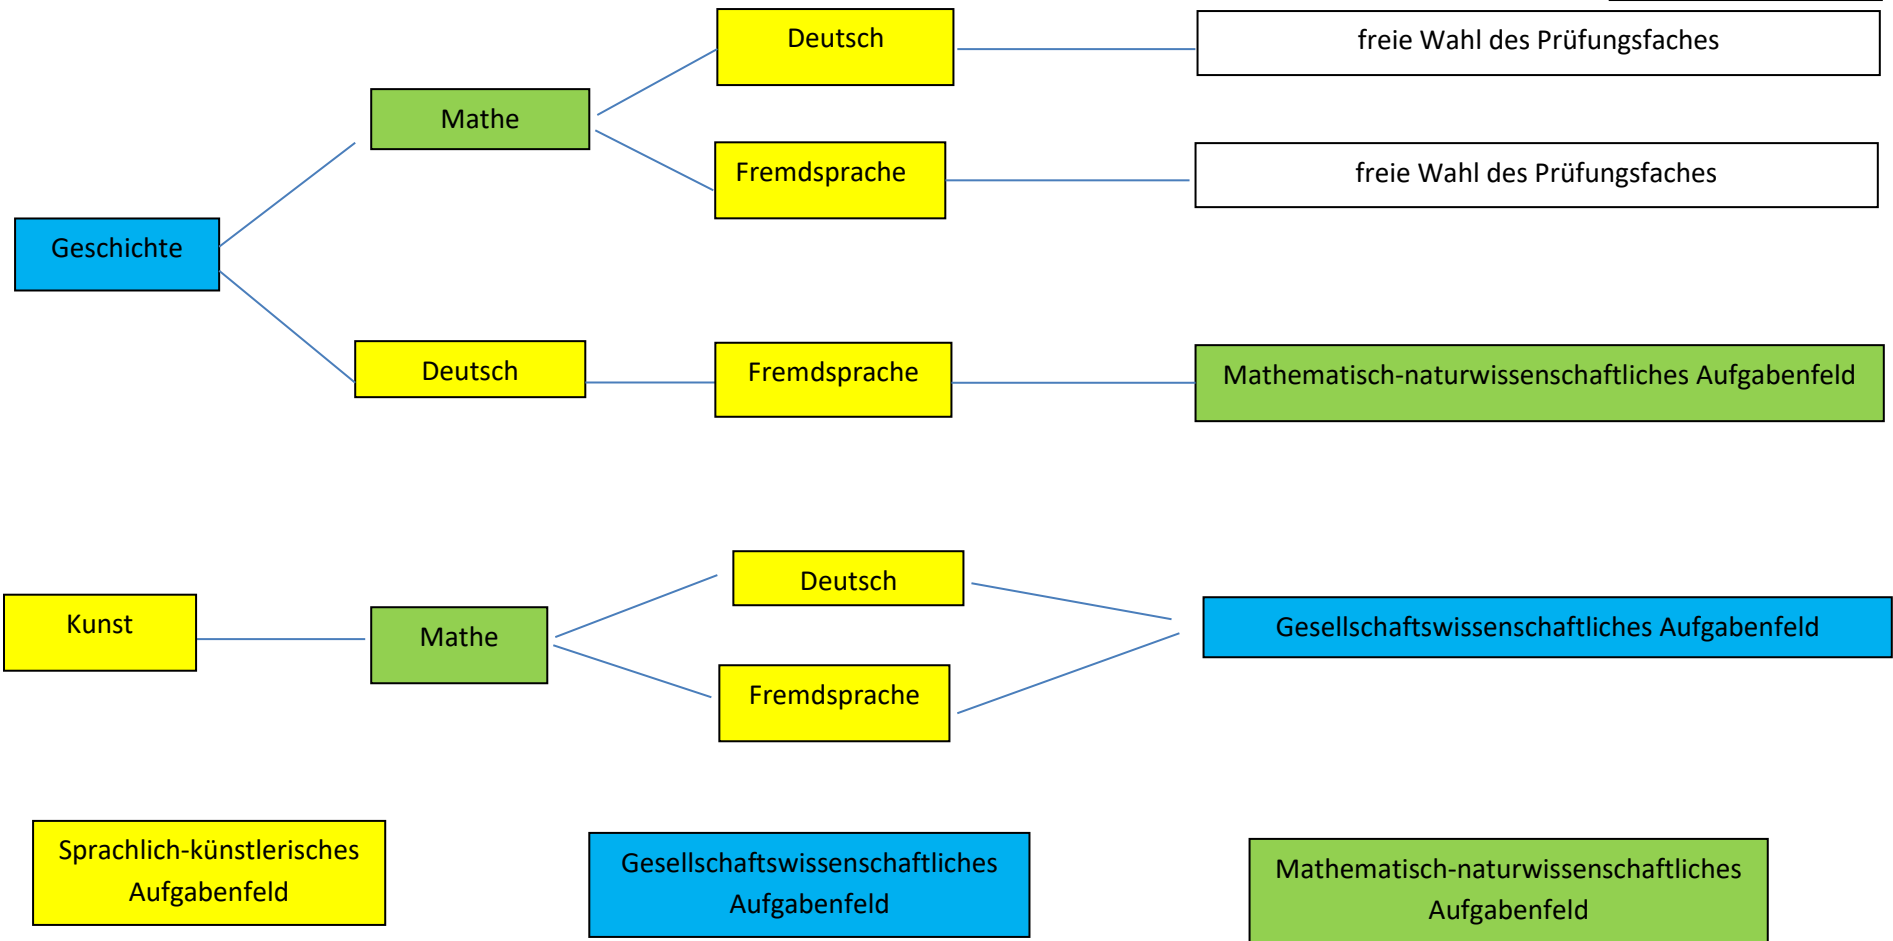 Deutsch
freie Wahl des Prüfungsfaches
Mathe
Fremdsprache
freie Wahl des Prüfungsfaches
Geschichte
Deutsch
Fremdsprache
Mathematisch-naturwissenschaftliches Aufgabenfeld
Kunst
Mathe
Deutsch
Fremdsprache
Gesellschaftswissenschaftliches Aufgabenfeld
Sprachlich-künstlerisches
Aufgabenfeld
Gesellschaftswissenschaftliches
Aufgabenfeld
Mathematisch-naturwissenschaftliches
Aufgabenfeld